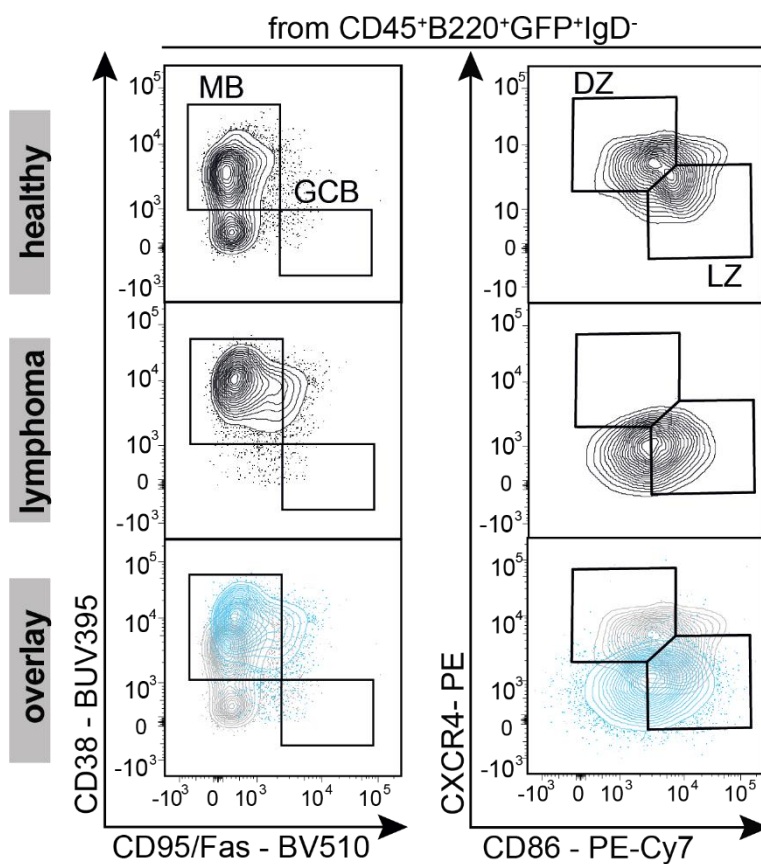 from CD45⁺B220⁺GFP⁺IgD⁻
healthy
10⁵
10⁴
10³
0
-10³
MB
GCB
10⁵
10
10
0
-10
DZ
LZ
lymphoma
10⁵
10⁴
10³
0
-10³
10⁵
10⁴
10³
0
-10³
overlay
10⁵
10⁴
10³
0
-10³
10⁵
10⁴
10³
0
-10³
CD38 - BUV395
CXCR4- PE
-10³ 0 10³ 10⁴ 10⁵
-10³ 0 10³ 10⁴ 10⁵
CD95/Fas - BV510
CD86 - PE-Cy7